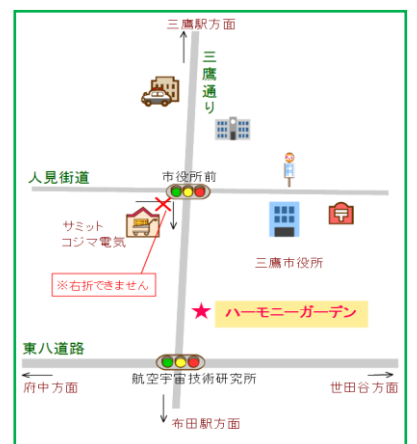 三鷹駅方面
三鷹通り
人見街道
市役所前
サミット
コジマ電気
三鷹市役所
※右折できません
ハーモニーガーデン
東八道路
航空宇宙技術研究所
府中方面
世田谷方面
布田駅方面